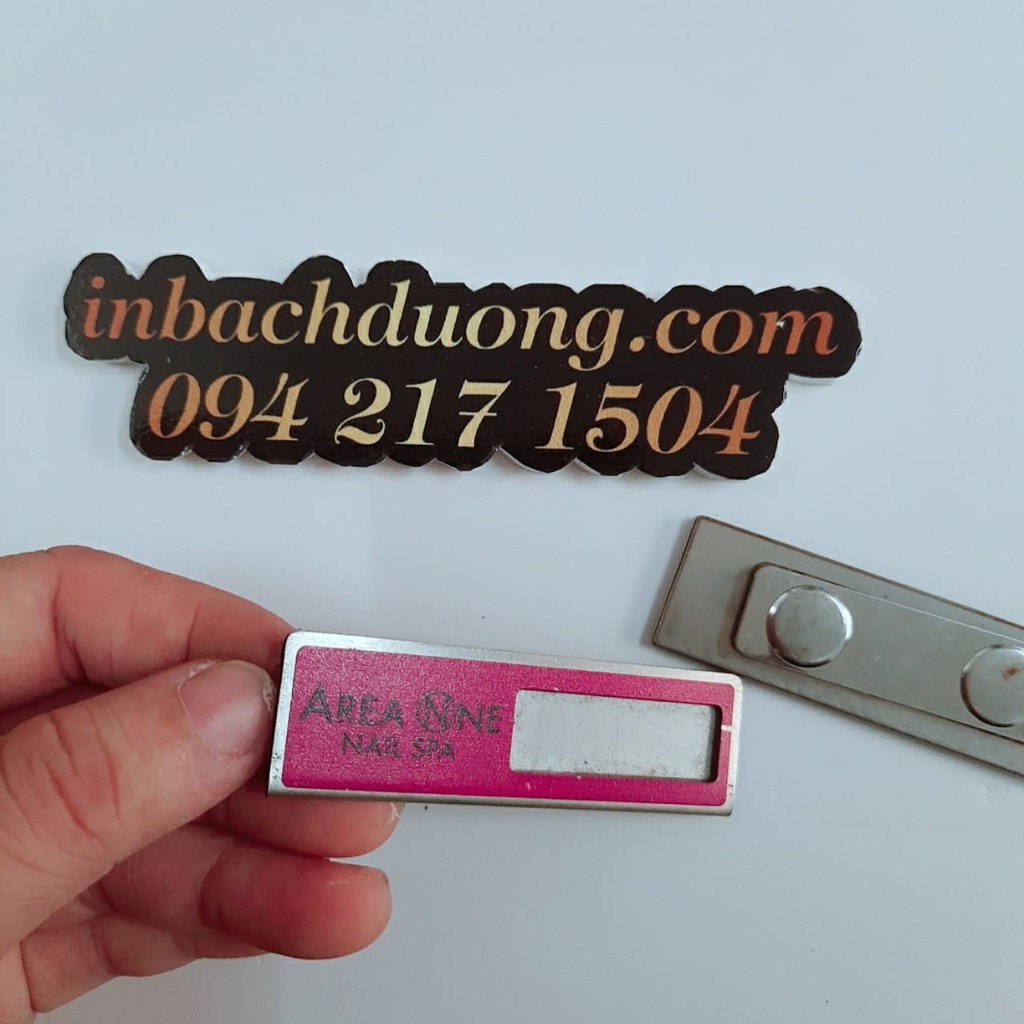 inbachduong.com
094 217 1504
AREA ONE
NAIL SPA